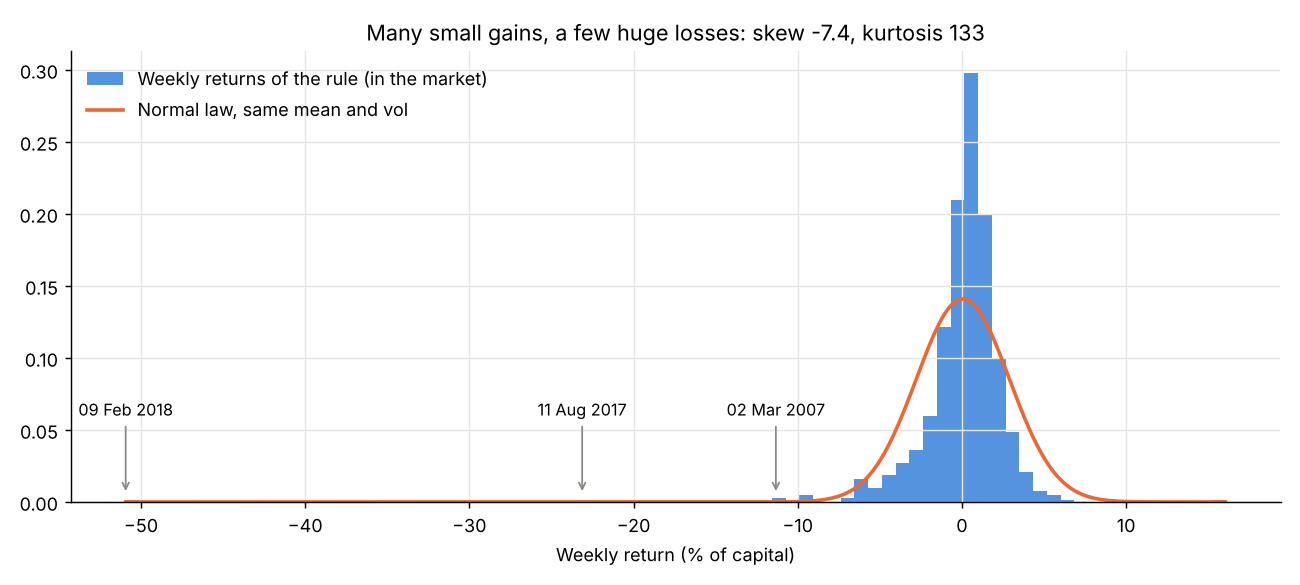 Many small gains, a few huge losses: skew -7.4, kurtosis 133
Weekly returns of the rule (in the market)
Normal law, same mean and vol
0.30
0.25
0.20
0.15
0.10
0.05
0.00
09 Feb 2018
11 Aug 2017
02 Mar 2007
−50
−40
−30
−20
−10
0
10
Weekly return (% of capital)